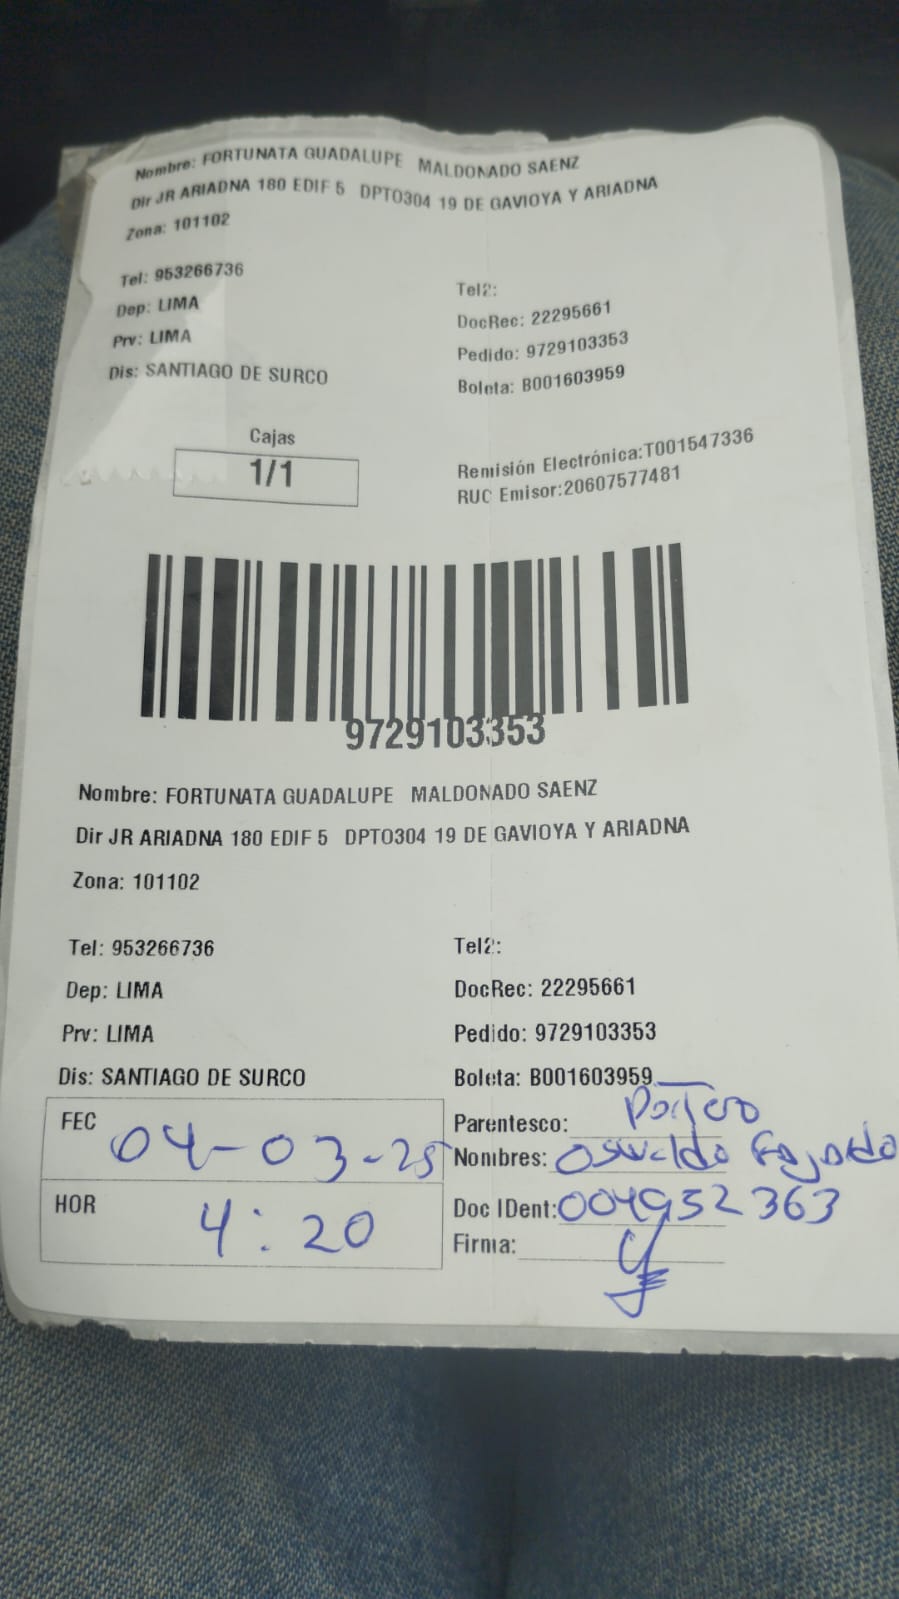 Nombre: FORTUNATA GUADALUPE MALDONADO SAENZ
Dir JR ARIADNA 180 EDIF 5 DPTO304 19 DE GAVIOYA Y ARIADNA
Zona: 101102
Tel: 953266736
Tel2:
Dep: LIMA
DocRec: 22295661
Prv: LIMA
Pedido: 9729103353
Dis: SANTIAGO DE SURCO
Boleta: B001603959
Cajas
1/1
Remisión Electrónica:T001547336
RUC Emisor:20607577481
9729103353
Nombre: FORTUNATA GUADALUPE MALDONADO SAENZ
Dir JR ARIADNA 180 EDIF 5 DPTO304 19 DE GAVIOYA Y ARIADNA
Zona: 101102
Tel: 953266736
Tel2:
Dep: LIMA
DocRec: 22295661
Prv: LIMA
Pedido: 9729103353
Dis: SANTIAGO DE SURCO
Boleta: B001603959
FEC 04-03-25
Parentesco: Portero
Nombres: Oswaldo Fajardo
HOR 4:20
Doc IDent: 004952363
Firma: